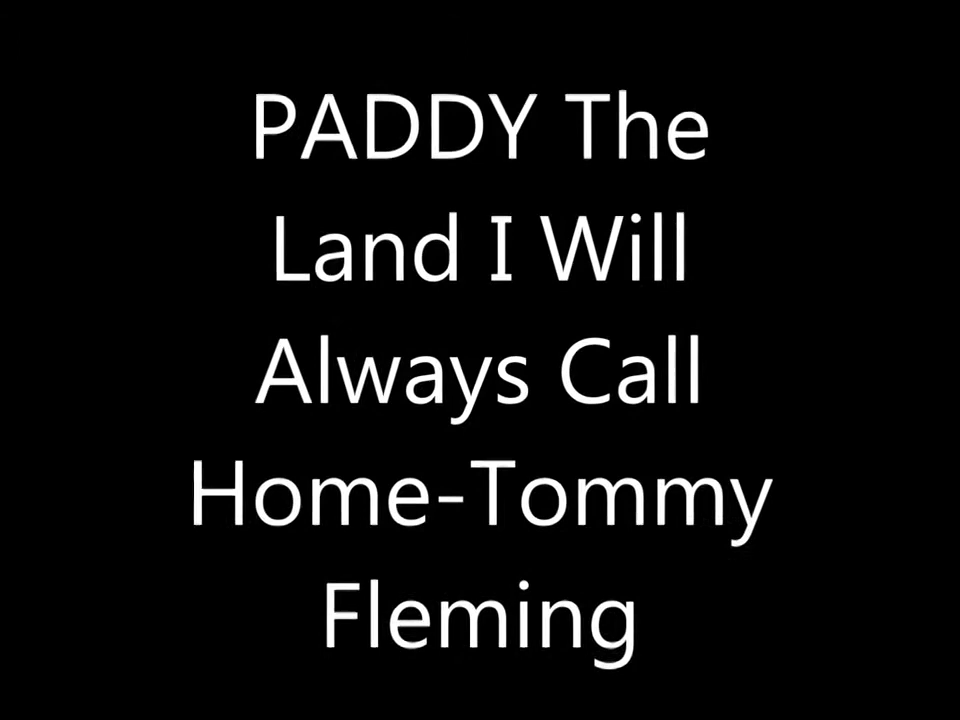 PADDY The
Land I Will
Always Call
Home-Tommy
Fleming